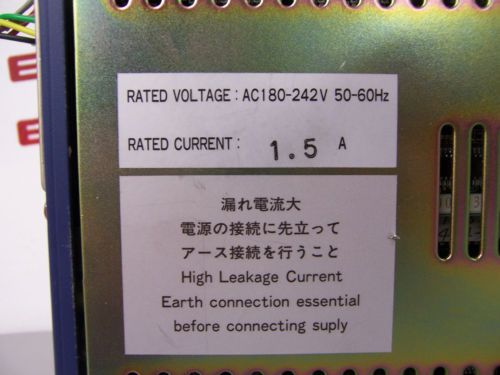 RATED VOLTAGE : AC180-242V 50-60Hz
RATED CURRENT : 1.5 A
漏れ電流大
電源の接続に先立って
アース接続を行うこと
High Leakage Current
Earth connection essential
before connecting suply